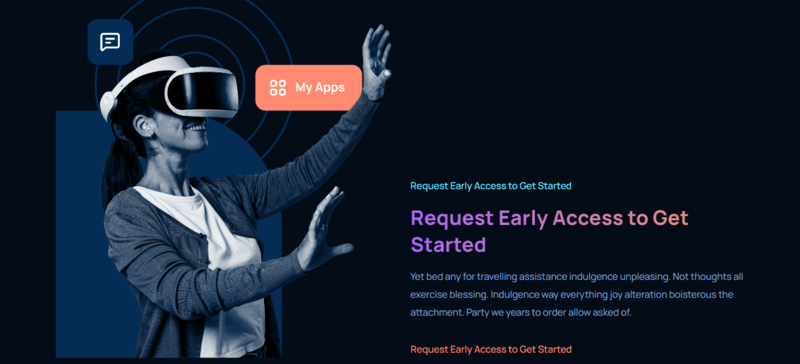 My Apps
Request Early Access to Get Started
Request Early Access to Get
Started
Yet bed any for travelling assistance indulgence unpleasing. Not thoughts all
exercise blessing. Indulgence way everything joy alteration boisterous the
attachment. Party we years to order allow asked of.
Request Early Access to Get Started